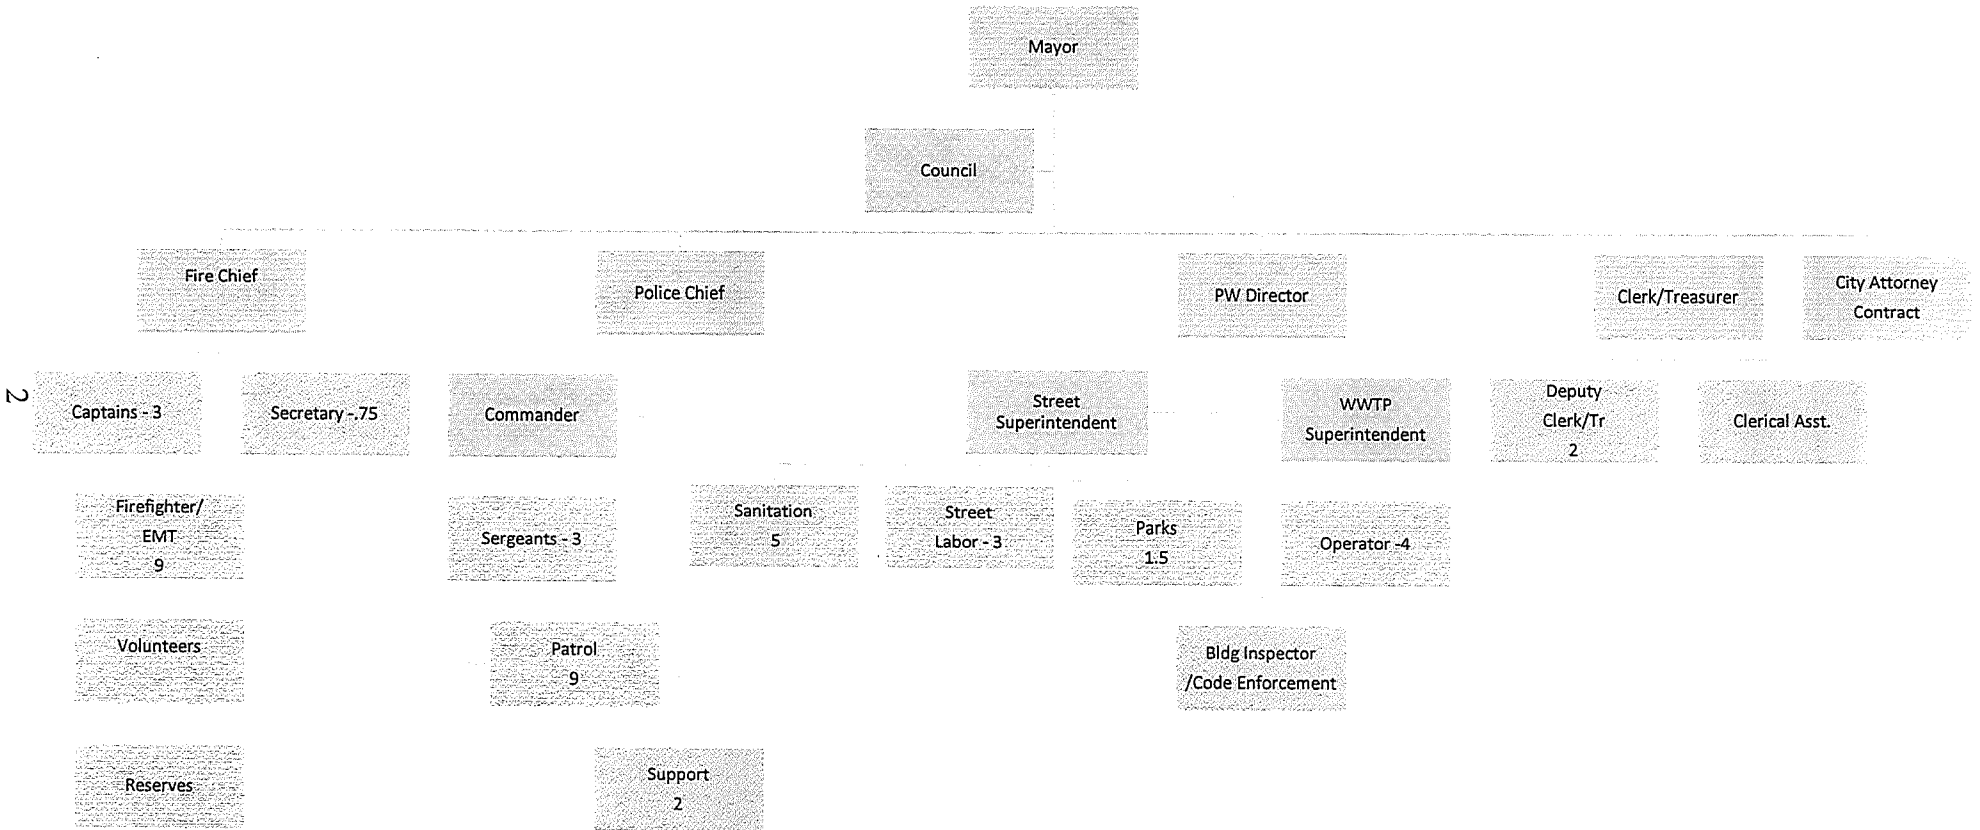 Mayor
Council
Fire Chief
Police Chief
PW Director
Clerk/Treasurer
City Attorney
Contract
2
Captains - 3
Secretary -.75
Commander
Street
Superintendent
WWTP
Superintendent
Deputy
Clerk/Tr
2
Clerical Asst.
Firefighter/
EMT
9
Sergeants - 3
Sanitation
5
Street
Labor - 3
Parks
1.5
Operator -4
Volunteers
Patrol
9
Bldg Inspector
/Code Enforcement
Reserves
Support
2